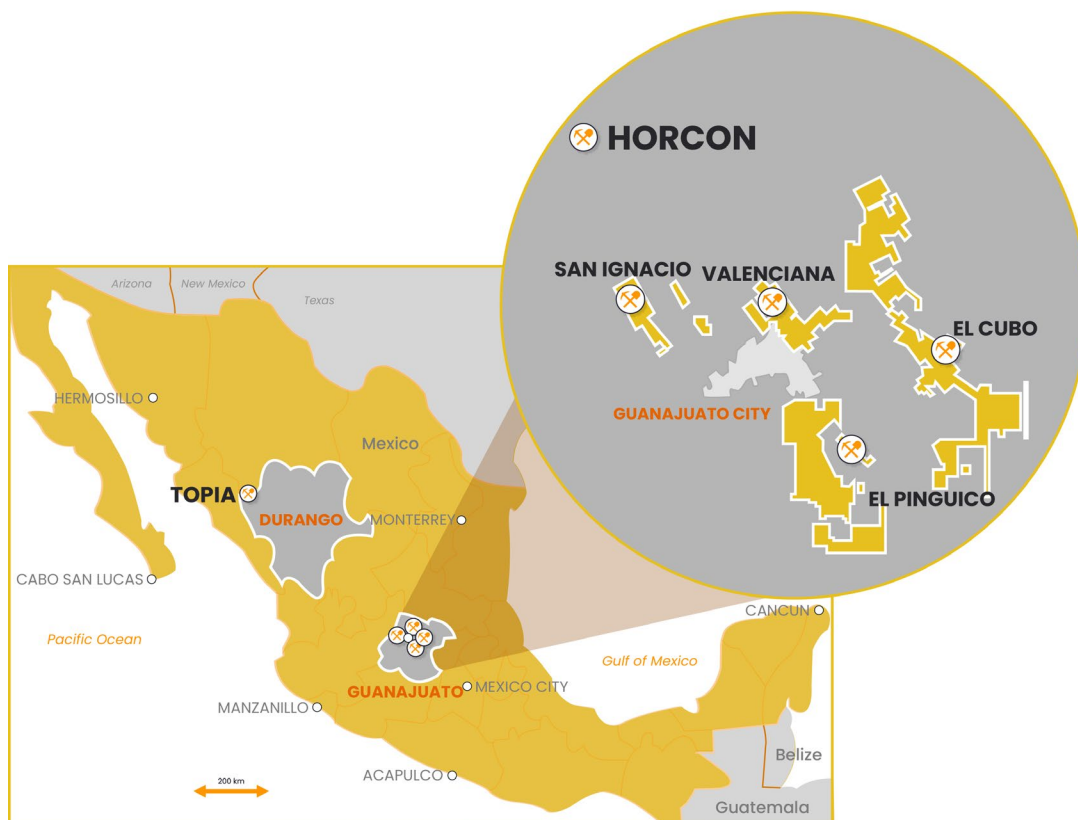 HORCON
SAN IGNACIO
VALENCIANA
EL CUBO
GUANAJUATO CITY
EL PINGUICO
Arizona
New Mexico
Texas
HERMOSILLO
Mexico
TOPIA
DURANGO
MONTERREY
CABO SAN LUCAS
CANCUN
Pacific Ocean
Gulf of Mexico
GUANAJUATO
MEXICO CITY
MANZANILLO
Belize
ACAPULCO
200 km
Guatemala